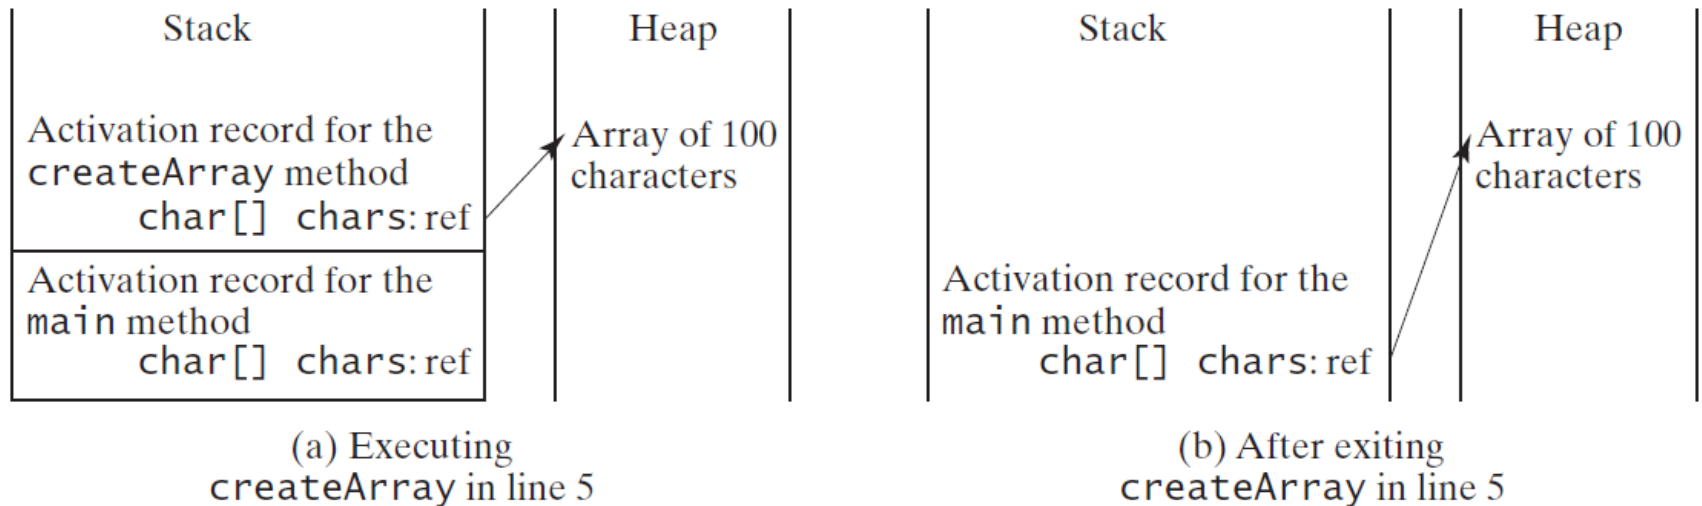 Stack
Heap
Activation record for the
createArray method
char[] chars: ref
Array of 100
characters
Activation record for the
main method
char[] chars: ref
(a) Executing
createArray in line 5
Stack
Heap
Array of 100
characters
Activation record for the
main method
char[] chars: ref
(b) After exiting
createArray in line 5